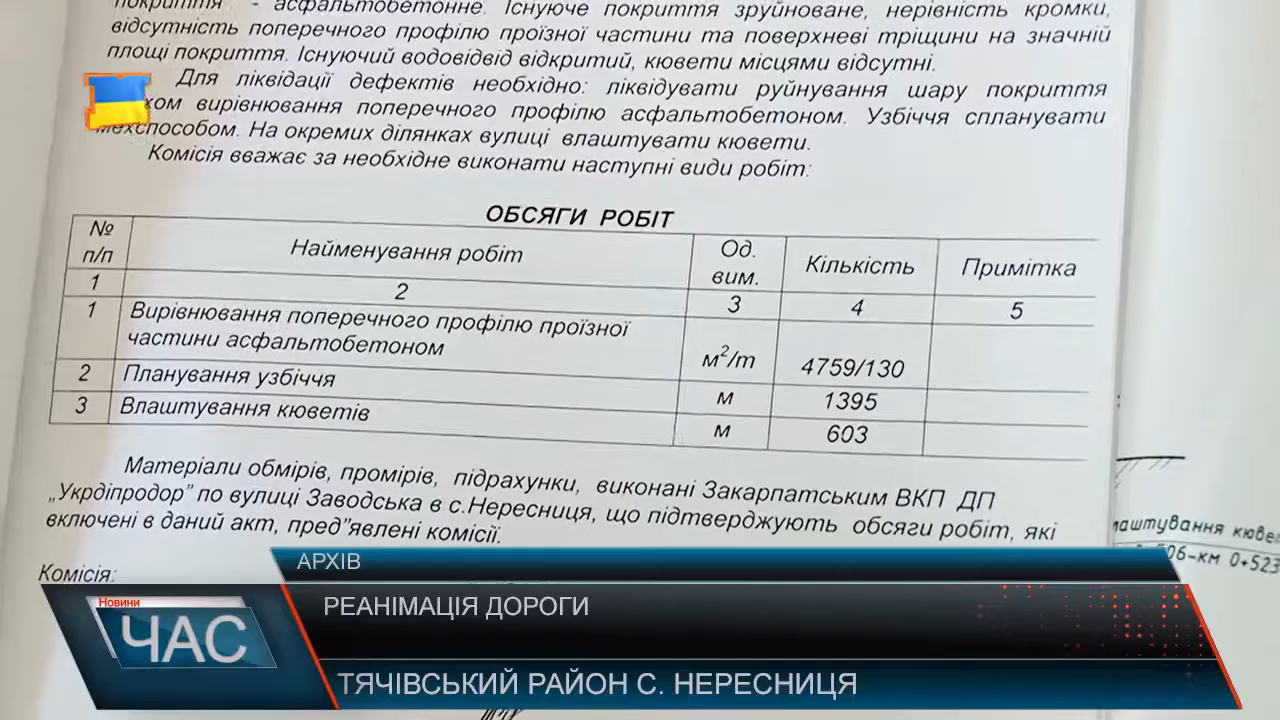 покриття - асфальтобетонне. Існуюче покриття зруйноване, нерівність кромки,
відсутність поперечного профілю проїзної частини та поверхневі тріщини на значній
площі покриття. Існуючий водовідвід відкритий, кювети місцями відсутні.
Для ліквідації дефектів необхідно: ліквідувати руйнування шару покриття
вирівнювання поперечного профілю асфальтобетоном. Узбіччя спланувати
мехспособом. На окремих ділянках вулиці влаштувати кювети.
Комісія вважає за необхідне виконати наступні види робіт:
ОБСЯГИ РОБІТ
№ п/п Найменування робіт Од. вим. Кількість Примітка
1 2 3 4 5
1 Вирівнювання поперечного профілю проїзної
частини асфальтобетоном м²/т 4759/130
2 Планування узбіччя м 1395
3 Влаштування кюветів м 603
Матеріали обмірів, промірів, підрахунки, виконані Закарпатським ВКП ДП
„Укрдіпродор” по вулиці Заводська в с.Нересниця, що підтверджують обсяги робіт, які
включені в даний акт, пред”явлені комісії.
Комісія:
кюве
06-км 0+523
АРХІВ
Новини
ЧАС
РЕАНІМАЦІЯ ДОРОГИ
ТЯЧІВСЬКИЙ РАЙОН С. НЕРЕСНИЦЯ